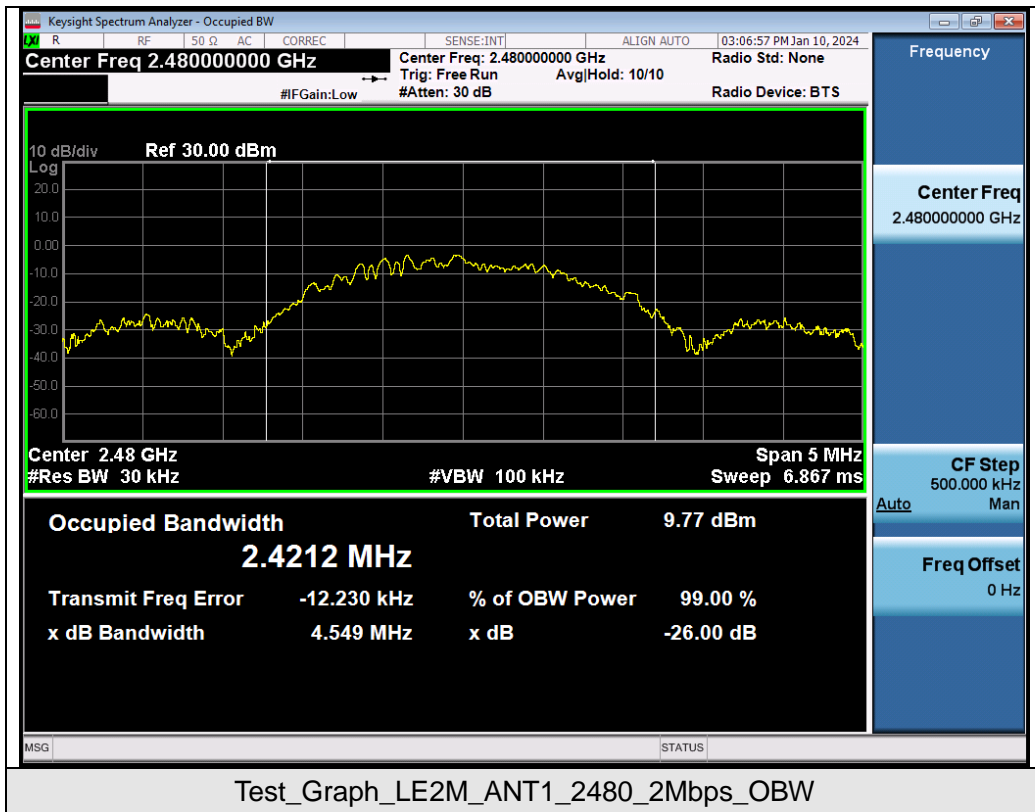 Keysight Spectrum Analyzer - Occupied BW
LXI R RF 50 Ω AC CORREC SENSE:INT ALIGN AUTO 03:06:57 PM Jan 10, 2024
Center Freq 2.480000000 GHz
Center Freq: 2.480000000 GHz Radio Std: None
Trig: Free Run Avg|Hold: 10/10
#IFGain:Low #Atten: 30 dB Radio Device: BTS
10 dB/div Ref 30.00 dBm
Log
20.0
10.0
0.00
-10.0
-20.0
-30.0
-40.0
-50.0
-60.0
Center 2.48 GHz Span 5 MHz
#Res BW 30 kHz #VBW 100 kHz Sweep 6.867 ms
Occupied Bandwidth Total Power 9.77 dBm
2.4212 MHz
Transmit Freq Error -12.230 kHz % of OBW Power 99.00 %
x dB Bandwidth 4.549 MHz x dB -26.00 dB
MSG STATUS
Frequency
Center Freq
2.480000000 GHz
CF Step
500.000 kHz
Auto Man
Freq Offset
0 Hz
Test_Graph_LE2M_ANT1_2480_2Mbps_OBW